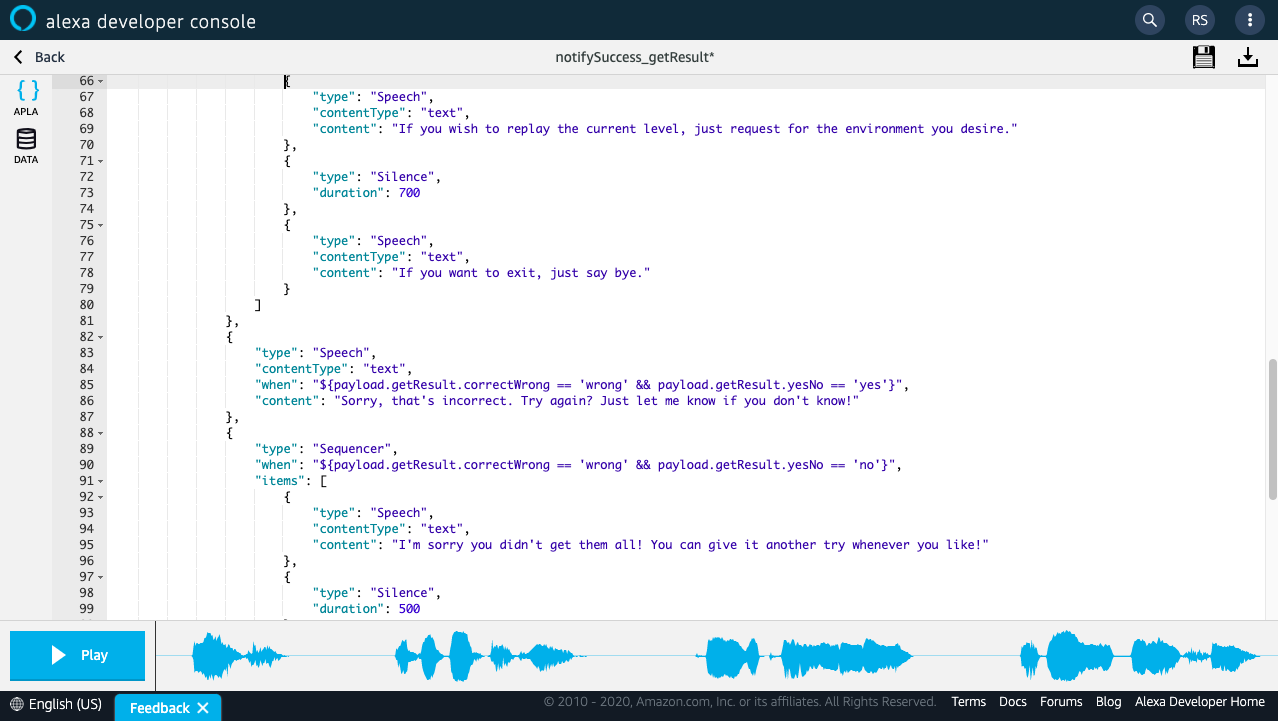 alexa developer console
RS
Back
notifySuccess_getResult*
APLA
DATA
66 {
67 "type": "Speech",
68 "contentType": "text",
69 "content": "If you wish to replay the current level, just request for the environment you desire."
70 },
71 {
72 "type": "Silence",
73 "duration": 700
74 },
75 {
76 "type": "Speech",
77 "contentType": "text",
78 "content": "If you want to exit, just say bye."
79 }
80 ]
81 },
82 {
83 "type": "Speech",
84 "contentType": "text",
85 "when": "${payload.getResult.correctWrong == 'wrong' && payload.getResult.yesNo == 'yes'}",
86 "content": "Sorry, that's incorrect. Try again? Just let me know if you don't know!"
87 },
88 {
89 "type": "Sequencer",
90 "when": "${payload.getResult.correctWrong == 'wrong' && payload.getResult.yesNo == 'no'}",
91 "items": [
92 {
93 "type": "Speech",
94 "contentType": "text",
95 "content": "I'm sorry you didn't get them all! You can give it another try whenever you like!"
96 },
97 {
98 "type": "Silence",
99 "duration": 500
Play
English (US)
Feedback
© 2010 - 2020, Amazon.com, Inc. or its affiliates. All Rights Reserved.
Terms Docs Forums Blog Alexa Developer Home